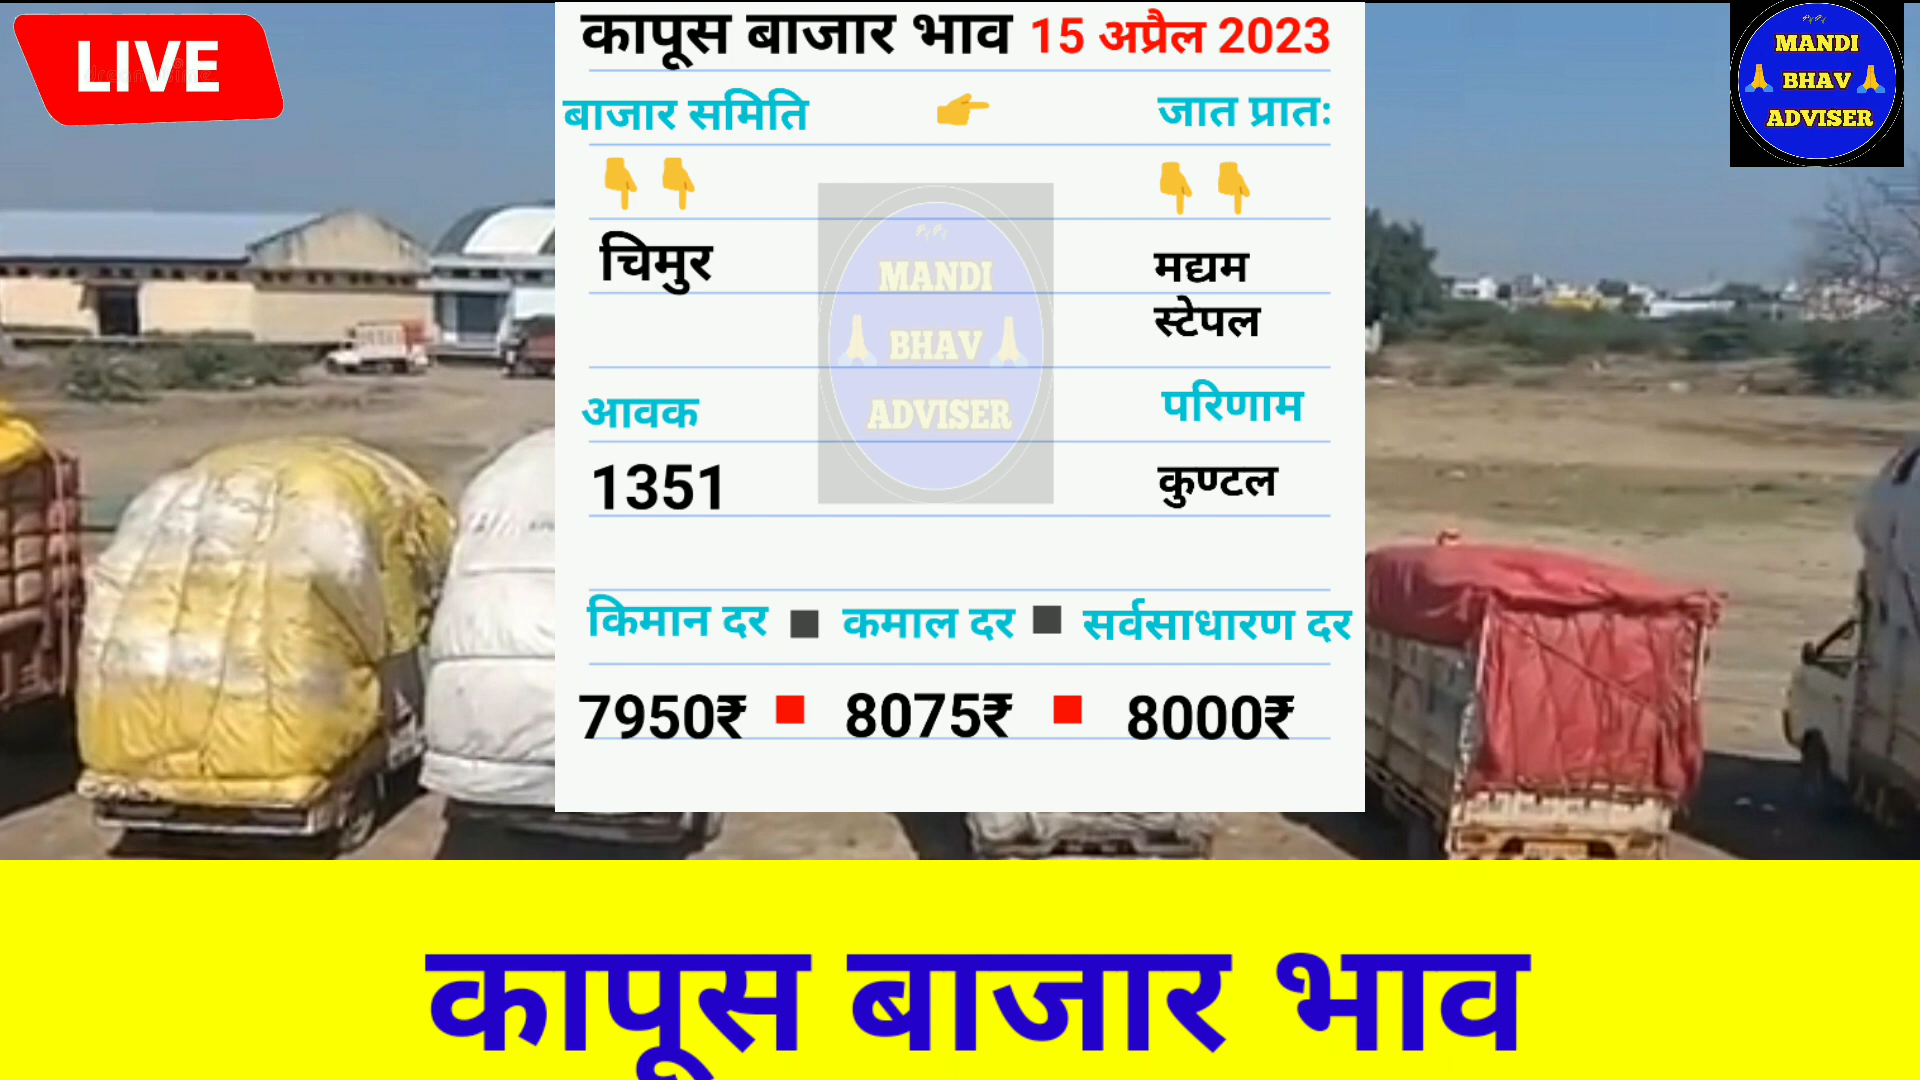 LIVE
कापूस बाजार भाव 15 अप्रैल 2023
MANDI
BHAV
ADVISER
बाजार समिति 👉 जात प्रातः
👇👇 👇👇
चिमुर
मद्यम
स्टेपल
MANDI
🙏 BHAV 🙏
ADVISER
आवक परिणाम
1351 कुण्टल
किमान दर ◾ कमाल दर ◾ सर्वसाधारण दर
7950₹ 🟥 8075₹ 🟥 8000₹
कापूस बाजार भाव